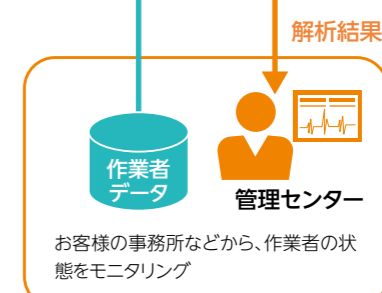 解析結果
作業者
データ
管理センター
お客様の事務所などから、作業者の状
態をモニタリング